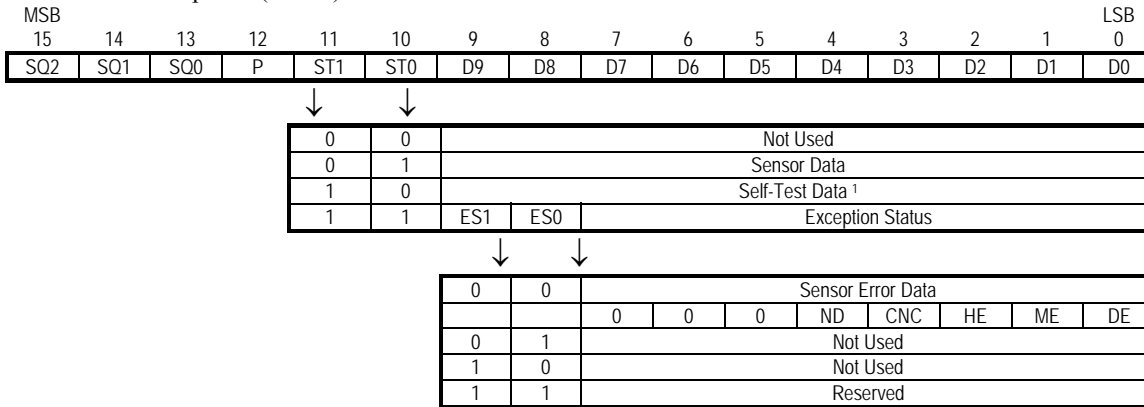 MSB LSB
15 14 13 12 11 10 9 8 7 6 5 4 3 2 1 0
SQ2 SQ1 SQ0 P ST1 ST0 D9 D8 D7 D6 D5 D4 D3 D2 D1 D0
↓ ↓
0 0 Not Used
0 1 Sensor Data
1 0 Self-Test Data 1
1 1 ES1 ES0 Exception Status
↓ ↓
0 0 Sensor Error Data
0 0 0 ND CNC HE ME DE
0 1 Not Used
1 0 Not Used
1 1 Reserved